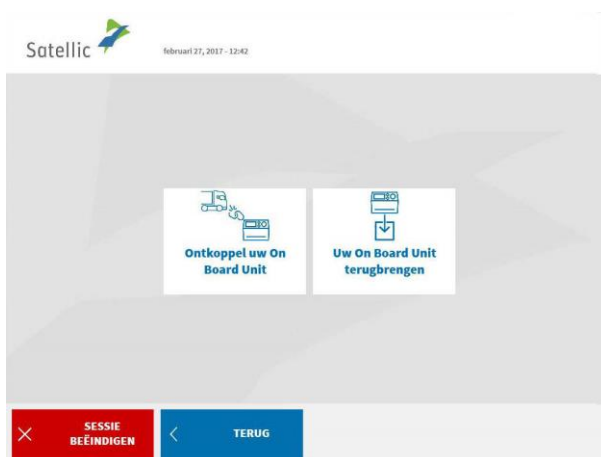 Satellic
februari 27, 2017 - 12:42
Ontkoppel uw On
Board Unit
Uw On Board Unit
terugbrengen
SESSIE
BEËINDIGEN
TERUG